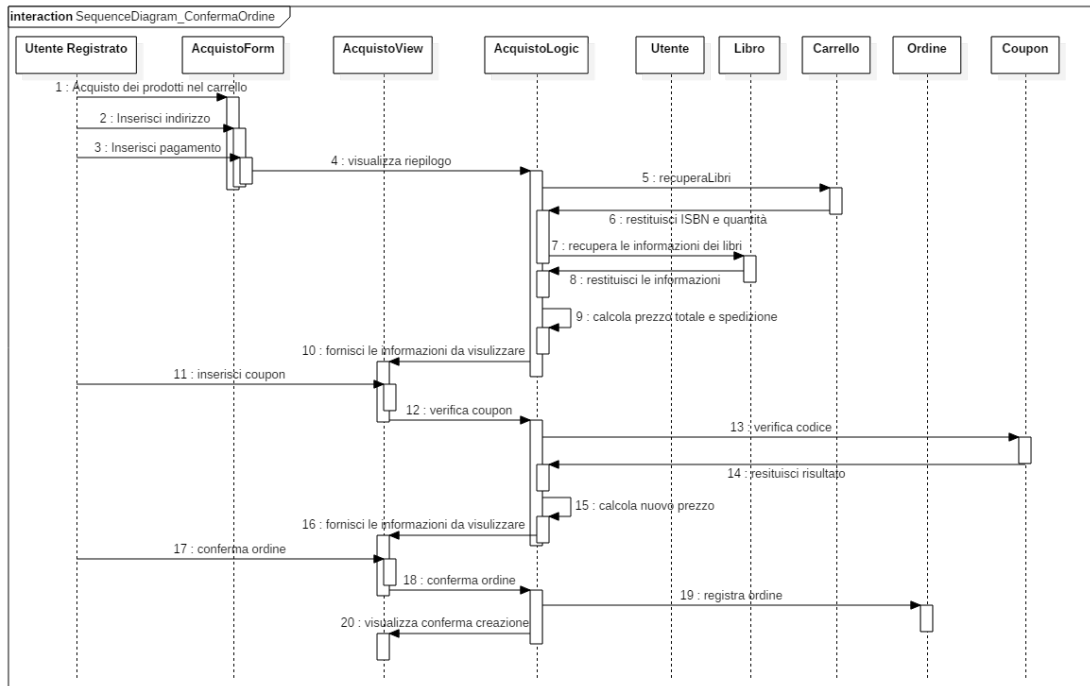 interaction SequenceDiagram_ConfermaOrdine
Utente Registrato
AcquistoForm
AcquistoView
AcquistoLogic
Utente
Libro
Carrello
Ordine
Coupon
1 : Acquisto dei prodotti nel carrello
2 : Inserisci indirizzo
3 : Inserisci pagamento
4 : visualizza riepilogo
5 : recuperaLibri
6 : restituisci ISBN e quantità
7 : recupera le informazioni dei libri
8 : restituisci le informazioni
9 : calcola prezzo totale e spedizione
10 : fornisci le informazioni da visulizzare
11 : inserisci coupon
12 : verifica coupon
13 : verifica codice
14 : resituisci risultato
15 : calcola nuovo prezzo
16 : fornisci le informazioni da visulizzare
17 : conferma ordine
18 : conferma ordine
19 : registra ordine
20 : visualizza conferma creazione